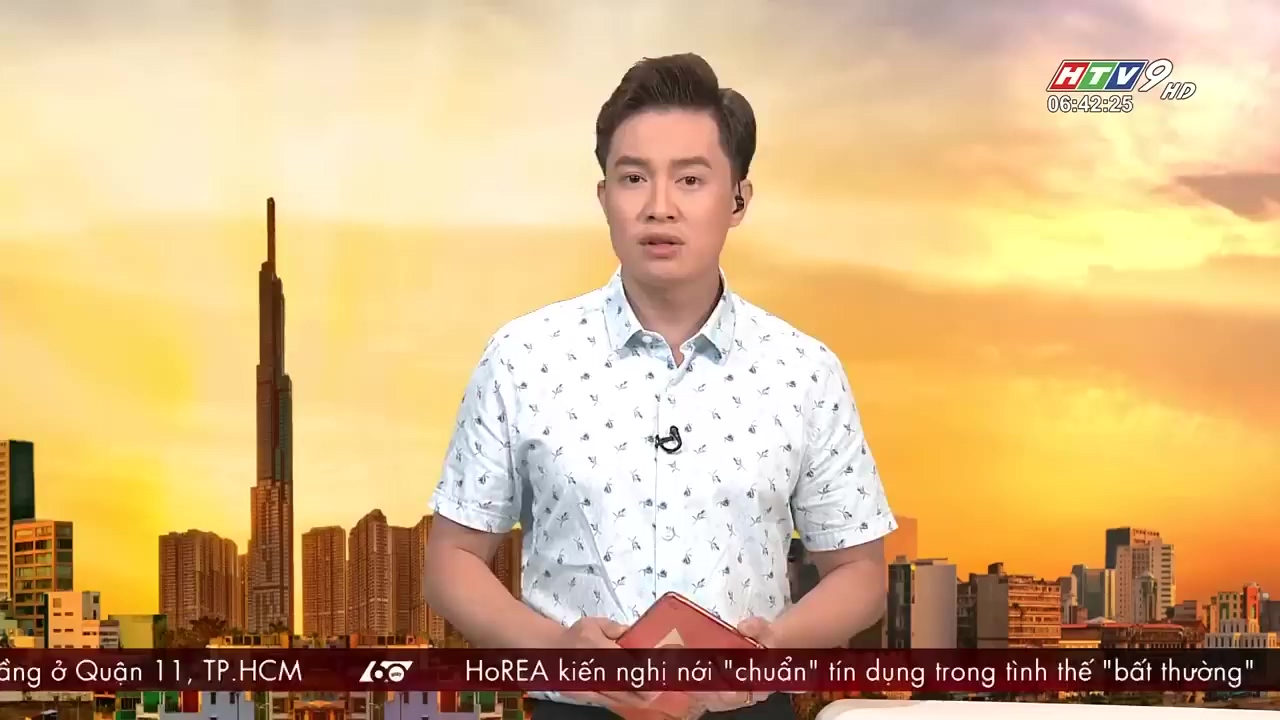 HTV9 HD
06:42:25
ầng ở Quận 11, TP.HCM 60 HoREA kiến nghị nới "chuẩn" tín dụng trong tình thế "bất thường"